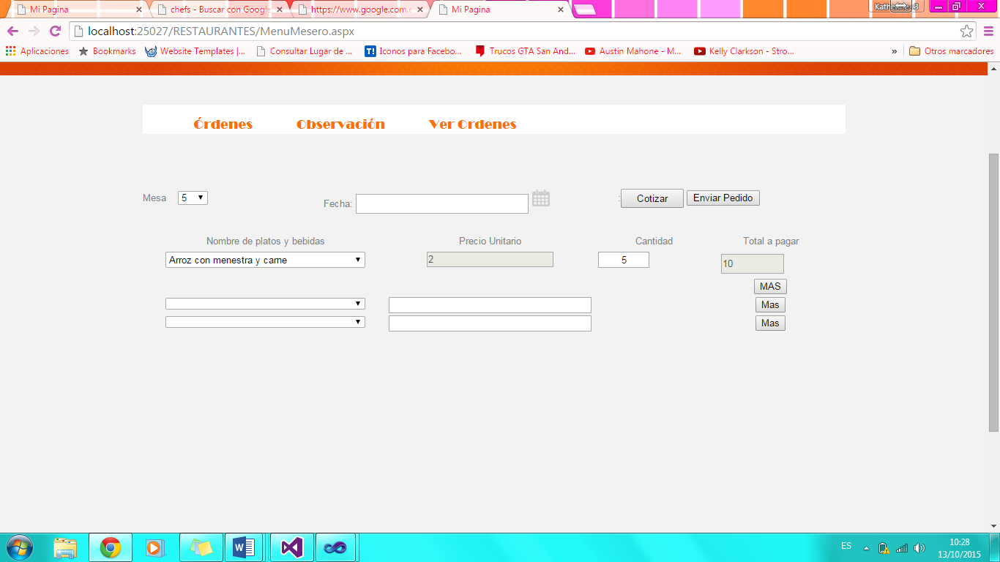 Mi Pagina
chefs - Buscar con Google
https://www.google.com.e
Mi Pagina
localhost:25027/RESTAURANTES/MenuMesero.aspx
Aplicaciones
Bookmarks
Website Templates |...
Consultar Lugar de ...
T!
Iconos para Facebo...
Trucos GTA San And...
Austin Mahone - M...
Kelly Clarkson - Stro...
»
Otros marcadores
Órdenes
Observación
Ver Ordenes
Mesa
5
Fecha:
:
Cotizar
Enviar Pedido
Nombre de platos y bebidas
Precio Unitario
Cantidad
Total a pagar
Arroz con menestra y carne
2
5
10
MAS
Mas
Mas
ES
10:28
13/10/2015